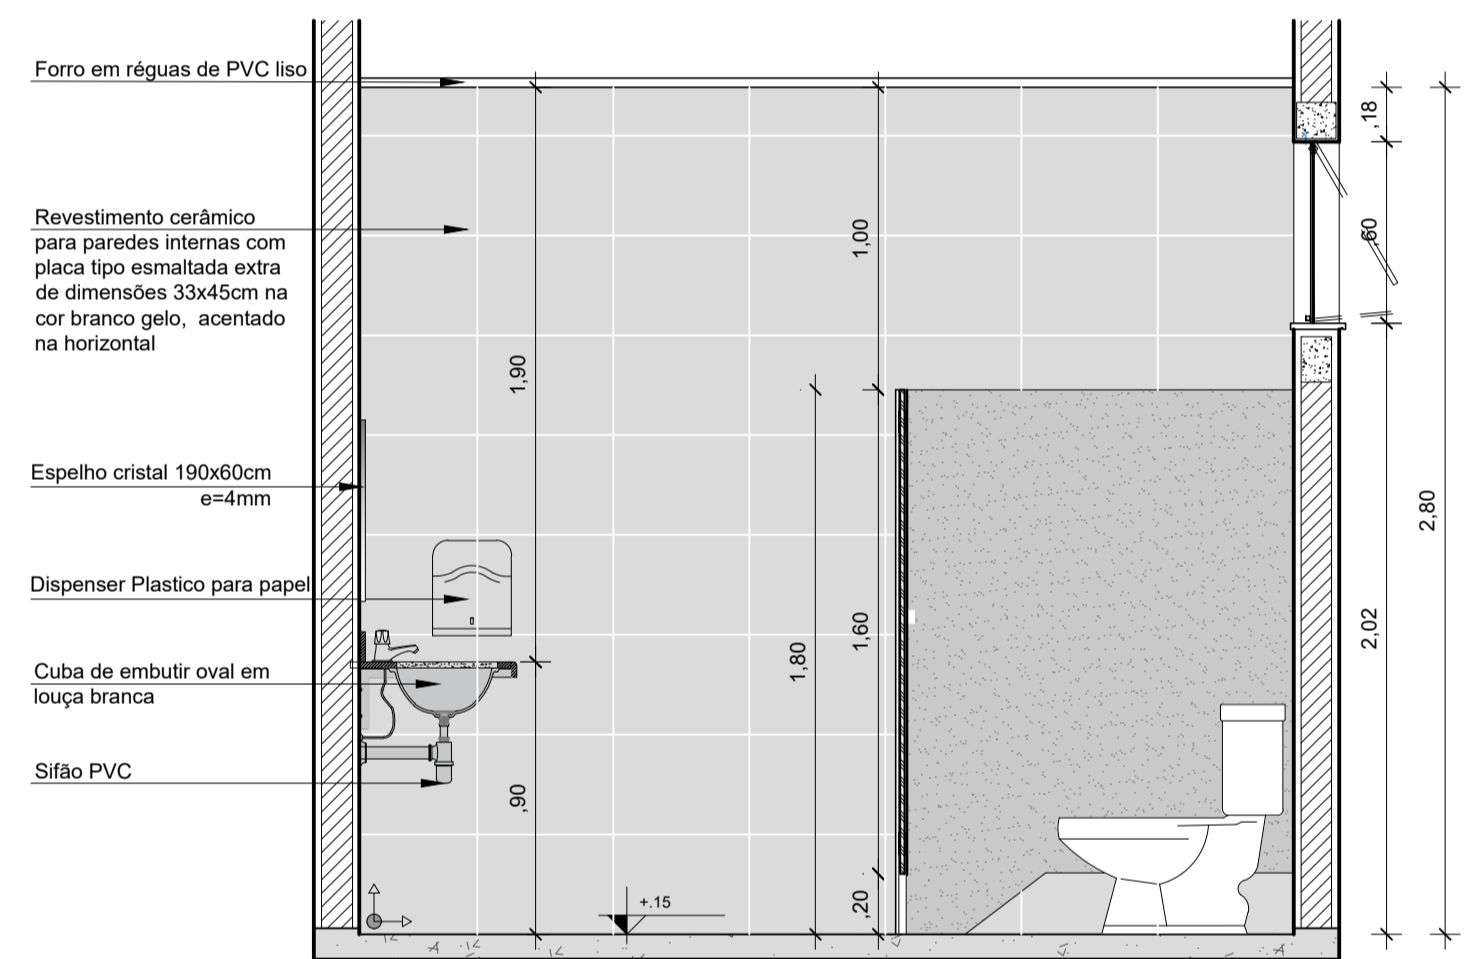 Forro em réguas de PVC liso
Revestimento cerâmico
para paredes internas com
placa tipo esmaltada extra
de dimensões 33x45cm na
cor branco gelo, acentado
na horizontal
Espelho cristal 190x60cm
e=4mm
Dispenser Plastico para papel
Cuba de embutir oval em
louça branca
Sifão PVC
1,90
,90
+.15
1,80
1,00
1,60
,20
,18
,60
2,02
2,80